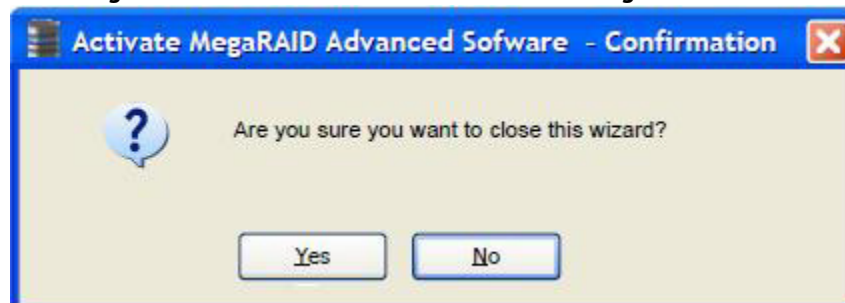 Activate MegaRAID Advanced Sofware - Confirmation
Are you sure you want to close this wizard?
Yes
No